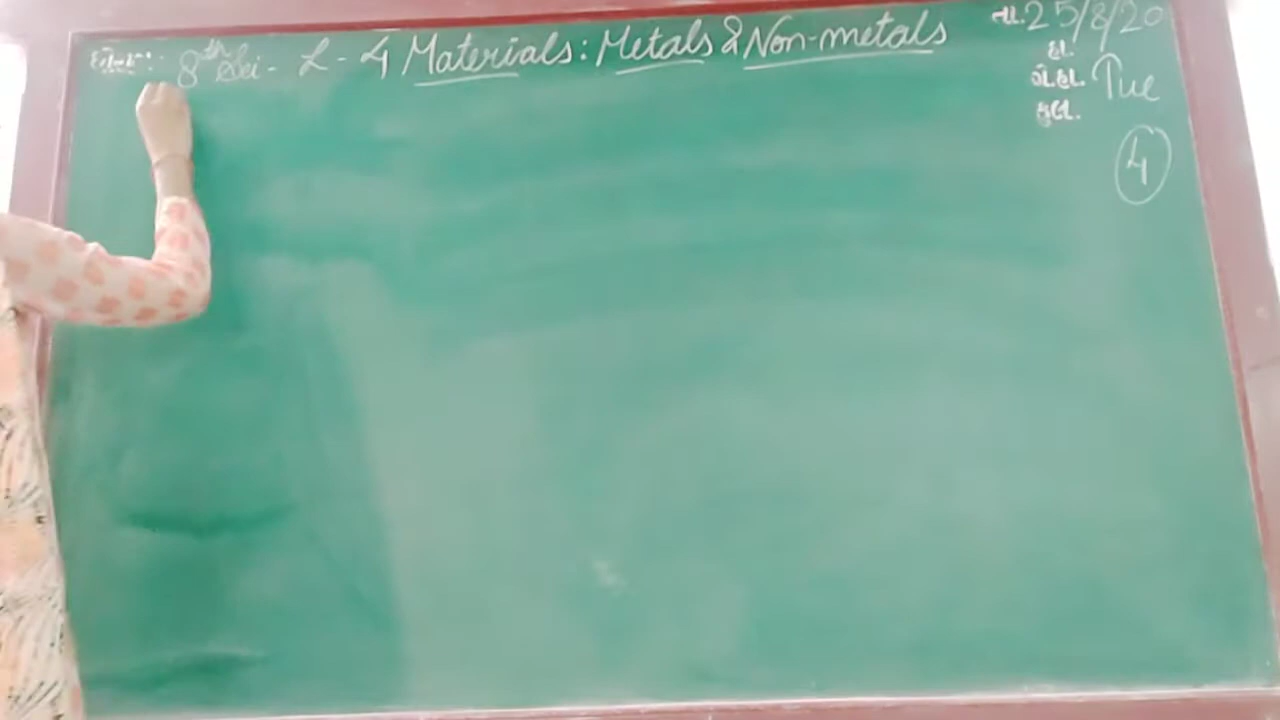 8th Sci - L - 4 Materials: Metals & Non-metals
તા. 25/8/20
હા.
ગે.હા. Tue
કુલ.
4